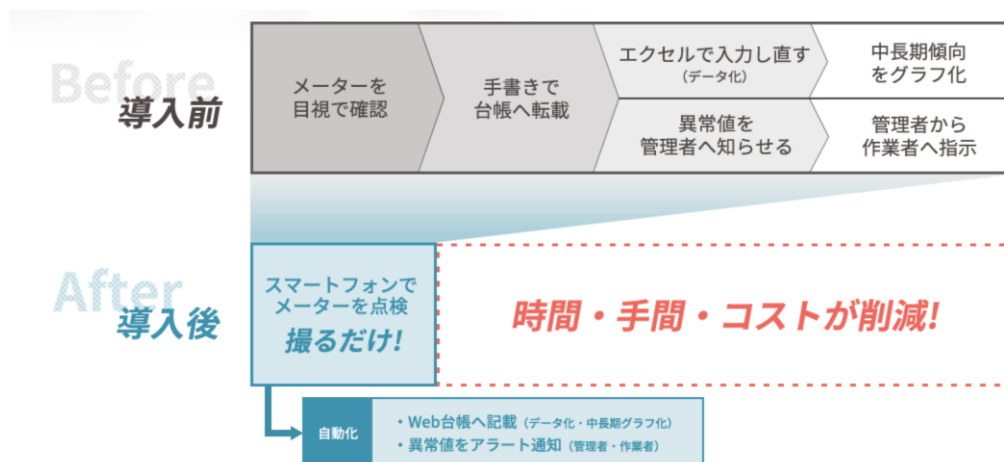 Before
導入前
メーターを
目視で確認
手書きで
台帳へ転載
エクセルで入力し直す
(データ化)
中長期傾向
をグラフ化
異常値を
管理者へ知らせる
管理者から
作業者へ指示
After
導入後
スマートフォンで
メーターを点検
撮るだけ!
時間・手間・コストが削減!
自動化
・Web台帳へ記載(データ化・中長期グラフ化)
・異常値をアラート通知(管理者・作業者)